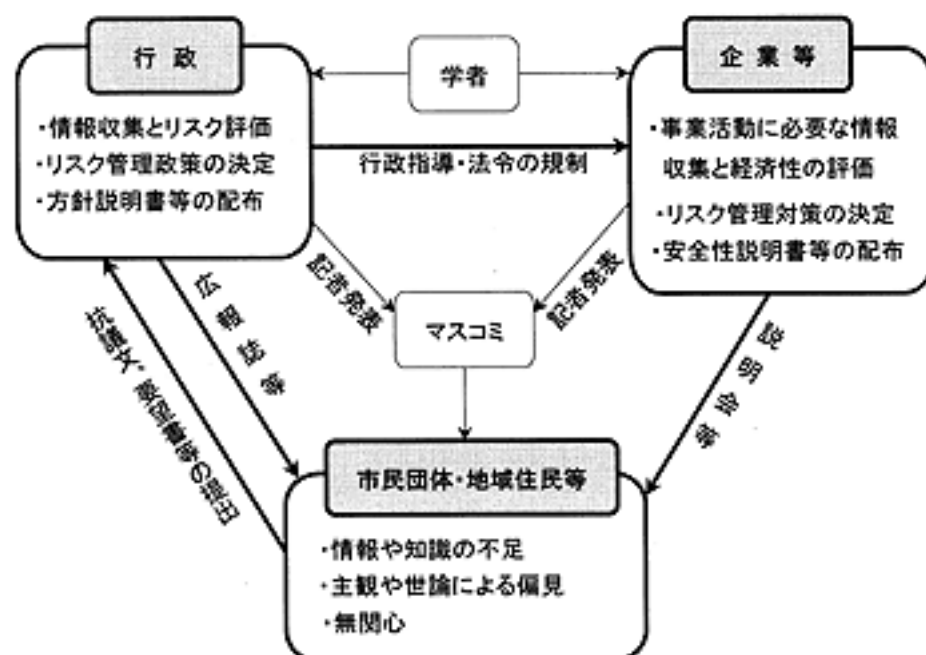 行政
・情報収集とリスク評価
・リスク管理政策の決定
・方針説明書等の配布
学者
企業等
・事業活動に必要な情報
収集と経済性の評価
・リスク管理対策の決定
・安全性説明書等の配布
行政指導・法令の規制
記者発表
記者発表
マスコミ
広報誌等
抗議文・要望書等の提出
説明会等
市民団体・地域住民等
・情報や知識の不足
・主観や世論による偏見
・無関心